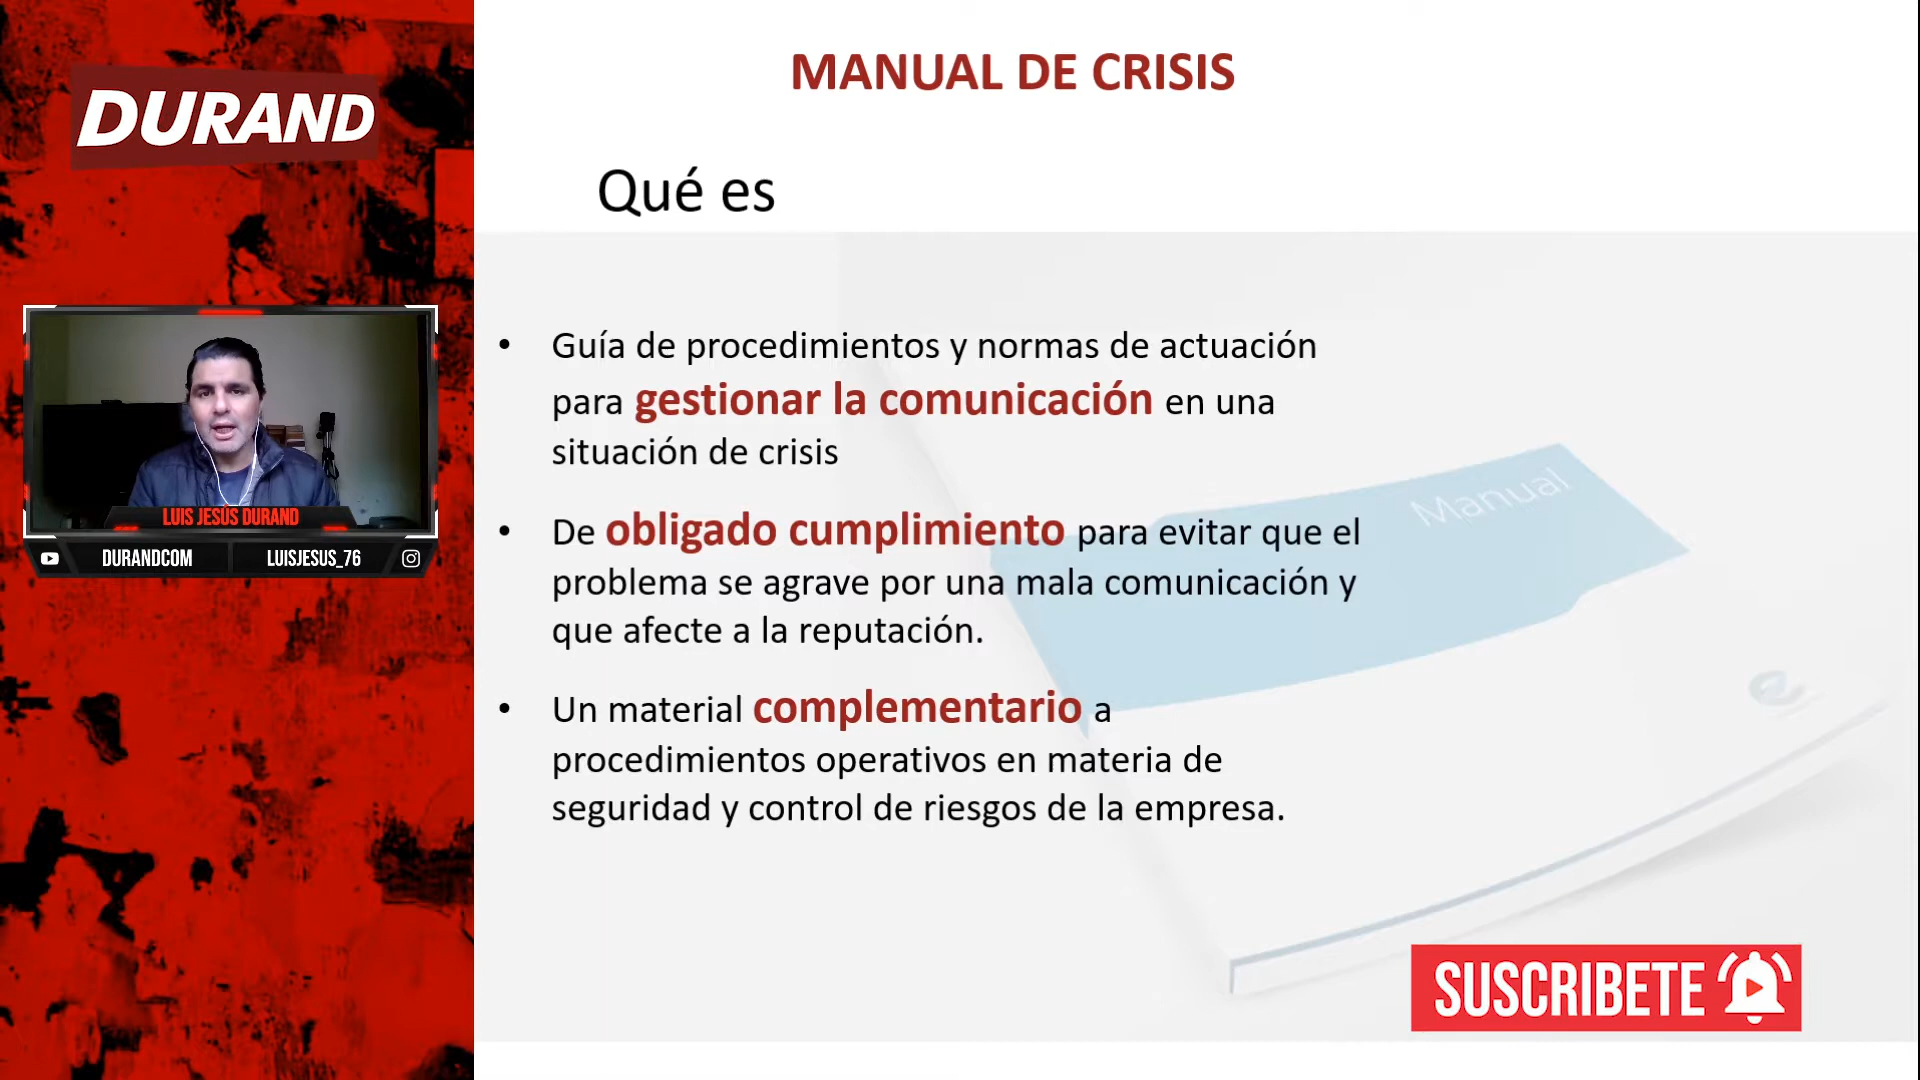 DURAND
LUIS JESÚS DURAND
DURANDCOM
LUISJESUS_76
MANUAL DE CRISIS
Qué es
• Guía de procedimientos y normas de actuación
para gestionar la comunicación en una
situación de crisis
• De obligado cumplimiento para evitar que el
problema se agrave por una mala comunicación y
que afecte a la reputación.
• Un material complementario a
procedimientos operativos en materia de
seguridad y control de riesgos de la empresa.
Manual
e
SUSCRIBETE